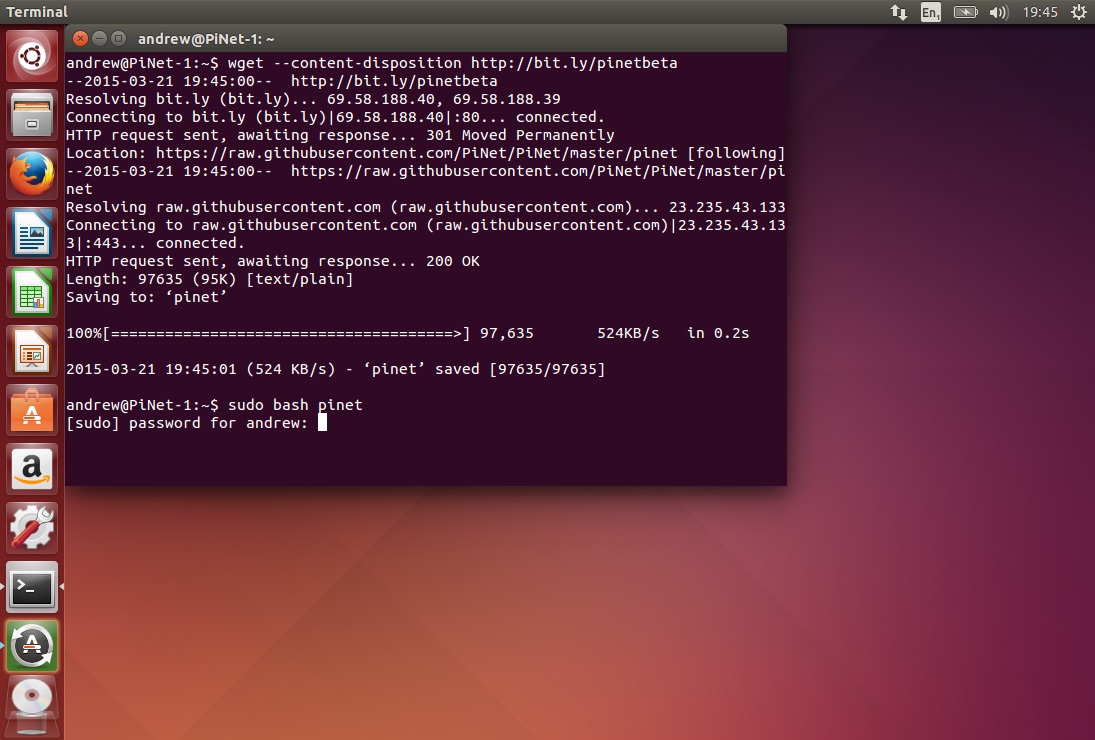 Terminal
En1
19:45
andrew@PiNet-1: ~
andrew@PiNet-1:~$ wget --content-disposition http://bit.ly/pinetbeta
--2015-03-21 19:45:00--  http://bit.ly/pinetbeta
Resolving bit.ly (bit.ly)... 69.58.188.40, 69.58.188.39
Connecting to bit.ly (bit.ly)|69.58.188.40|:80... connected.
HTTP request sent, awaiting response... 301 Moved Permanently
Location: https://raw.githubusercontent.com/PiNet/PiNet/master/pinet [following]
--2015-03-21 19:45:00--  https://raw.githubusercontent.com/PiNet/PiNet/master/pi
net
Resolving raw.githubusercontent.com (raw.githubusercontent.com)... 23.235.43.133
Connecting to raw.githubusercontent.com (raw.githubusercontent.com)|23.235.43.13
3|:443... connected.
HTTP request sent, awaiting response... 200 OK
Length: 97635 (95K) [text/plain]
Saving to: ‘pinet’
100%[======================================>] 97,635       524KB/s   in 0.2s
2015-03-21 19:45:01 (524 KB/s) - ‘pinet’ saved [97635/97635]
andrew@PiNet-1:~$ sudo bash pinet
[sudo] password for andrew: